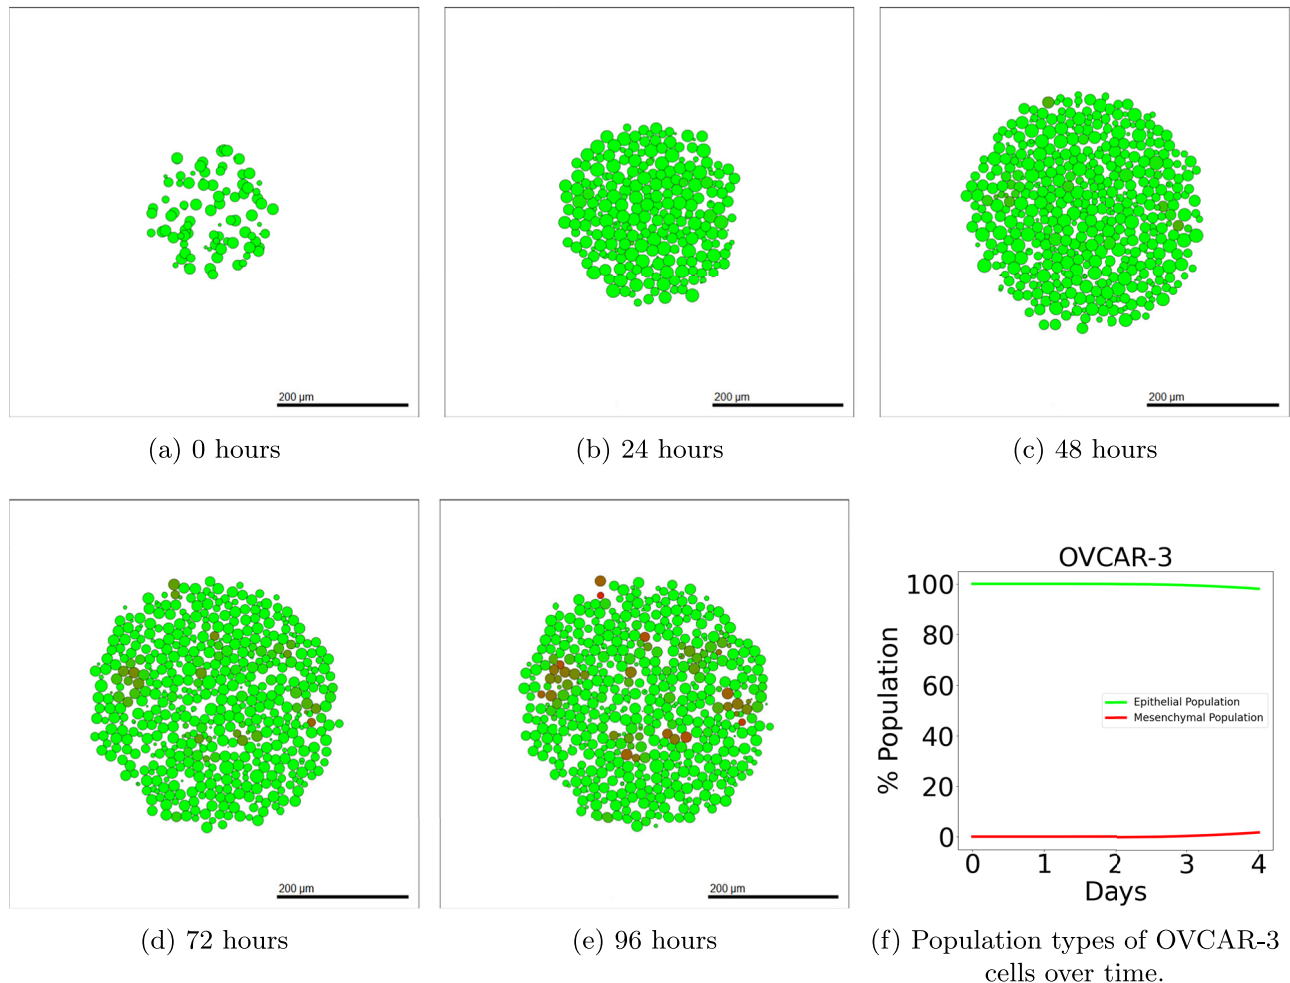 200 µm
200 µm
200 µm
(a) 0 hours
(b) 24 hours
(c) 48 hours
200 µm
200 µm
OVCAR-3
% Population
100
80
60
40
20
0
Epithelial Population
Mesenchymal Population
0 1 2 3 4
Days
(d) 72 hours
(e) 96 hours
(f) Population types of OVCAR-3
cells over time.